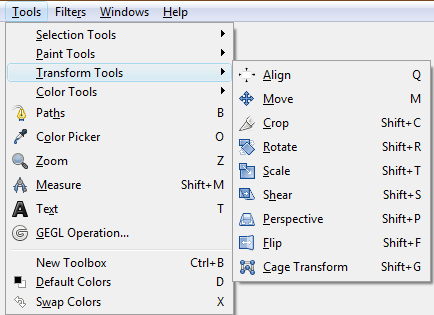 Tools Filters Windows Help
Selection Tools
Paint Tools
Transform Tools
Color Tools
Paths B
Color Picker O
Zoom Z
Measure Shift+M
Text T
GEGL Operation...
New Toolbox Ctrl+B
Default Colors D
Swap Colors X
Align Q
Move M
Crop Shift+C
Rotate Shift+R
Scale Shift+T
Shear Shift+S
Perspective Shift+P
Flip Shift+F
Cage Transform Shift+G